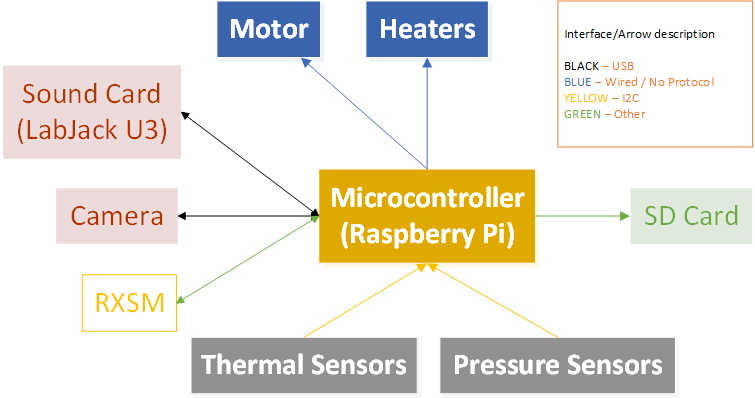 Motor
Heaters
Interface/Arrow description
BLACK – USB
BLUE – Wired / No Protocol
YELLOW – I2C
GREEN – Other
Sound Card
(LabJack U3)
Microcontroller
(Raspberry Pi)
Camera
SD Card
RXSM
Thermal Sensors
Pressure Sensors